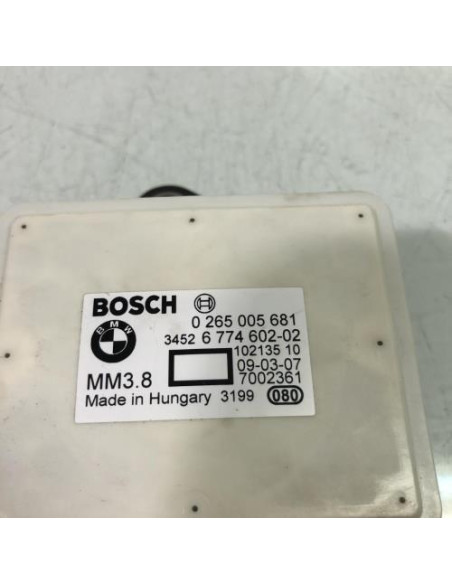 BOSCH
0 265 005 681
BMW
3452 6 774 602-02
102135 10
09-03-07
MM3.8
7002361
Made in Hungary 3199 080